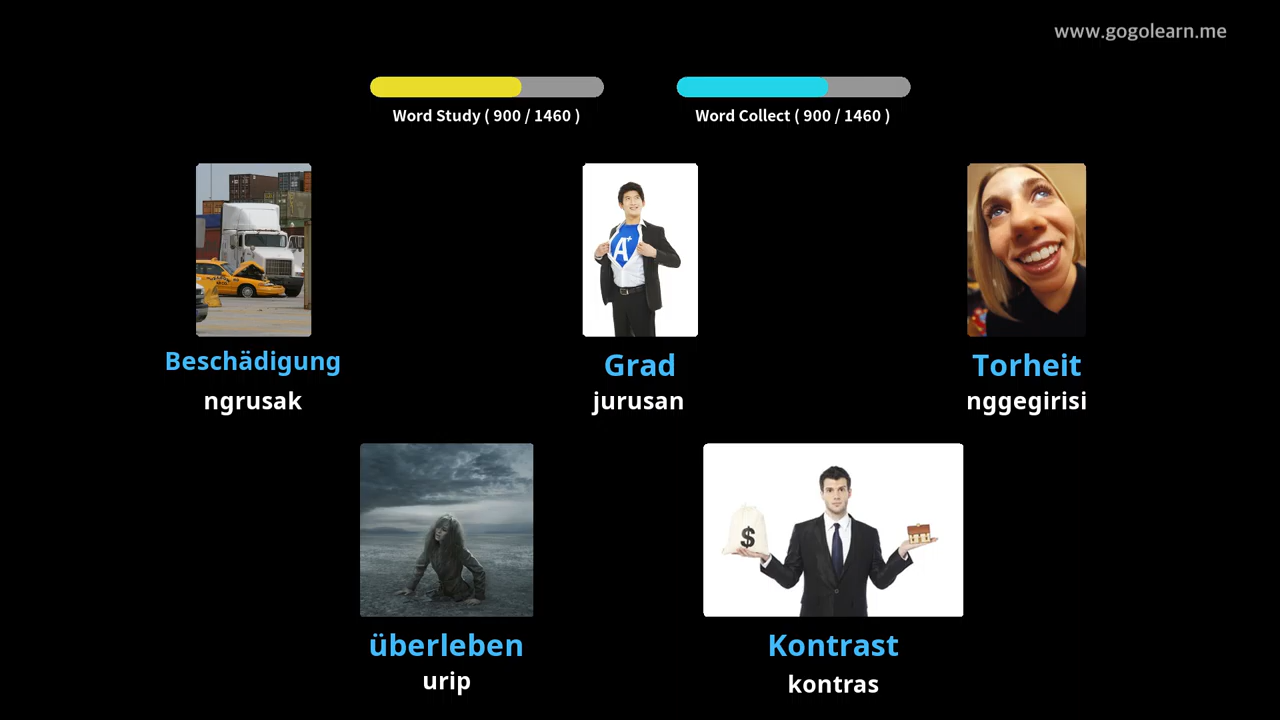 www.gogolearn.me
Word Study ( 900 / 1460 )
Word Collect ( 900 / 1460 )
A+
Beschädigung
ngrusak
Grad
jurusan
Torheit
nggegirisi
$
überleben
urip
Kontrast
kontras